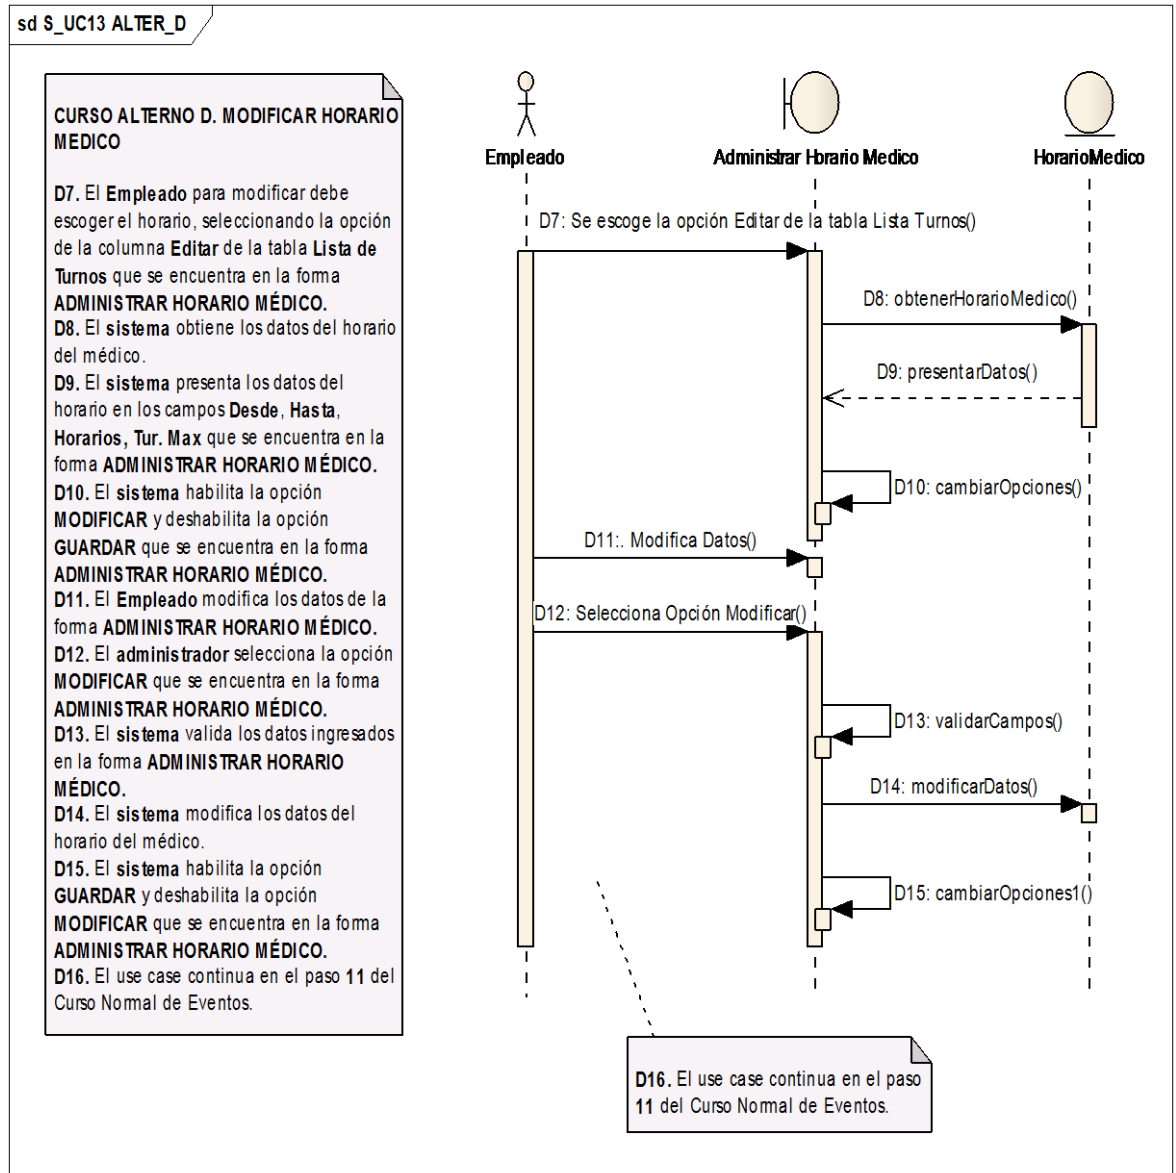 sd S_UC13 ALTER_D
CURSO ALTERNO D. MODIFICAR HORARIO
MEDICO
D7. El Empleado para modificar debe
escoger el horario, seleccionando la opción
de la columna Editar de la tabla Lista de
Turnos que se encuentra en la forma
ADMINISTRAR HORARIO MÉDICO.
D8. El sistema obtiene los datos del horario
del médico.
D9. El sistema presenta los datos del
horario en los campos Desde, Hasta,
Horarios, Tur. Max que se encuentra en la
forma ADMINISTRAR HORARIO MÉDICO.
D10. El sistema habilita la opción
MODIFICAR y deshabilita la opción
GUARDAR que se encuentra en la forma
ADMINISTRAR HORARIO MÉDICO.
D11. El Empleado modifica los datos de la
forma ADMINISTRAR HORARIO MÉDICO.
D12. El administrador selecciona la opción
MODIFICAR que se encuentra en la forma
ADMINISTRAR HORARIO MÉDICO.
D13. El sistema valida los datos ingresados
en la forma ADMINISTRAR HORARIO
MÉDICO.
D14. El sistema modifica los datos del
horario del médico.
D15. El sistema habilita la opción
GUARDAR y deshabilita la opción
MODIFICAR que se encuentra en la forma
ADMINISTRAR HORARIO MÉDICO.
D16. El use case continua en el paso 11 del
Curso Normal de Eventos.
Empleado
Administrar Horario Medico
HorarioMedico
D7: Se escoge la opción Editar de la tabla Lista Turnos()
D8: obtenerHorarioMedico()
D9: presentarDatos()
D10: cambiarOpciones()
D11:. Modifica Datos()
D12: Selecciona Opción Modificar()
D13: validarCampos()
D14: modificarDatos()
D15: cambiarOpciones1()
D16. El use case continua en el paso
11 del Curso Normal de Eventos.